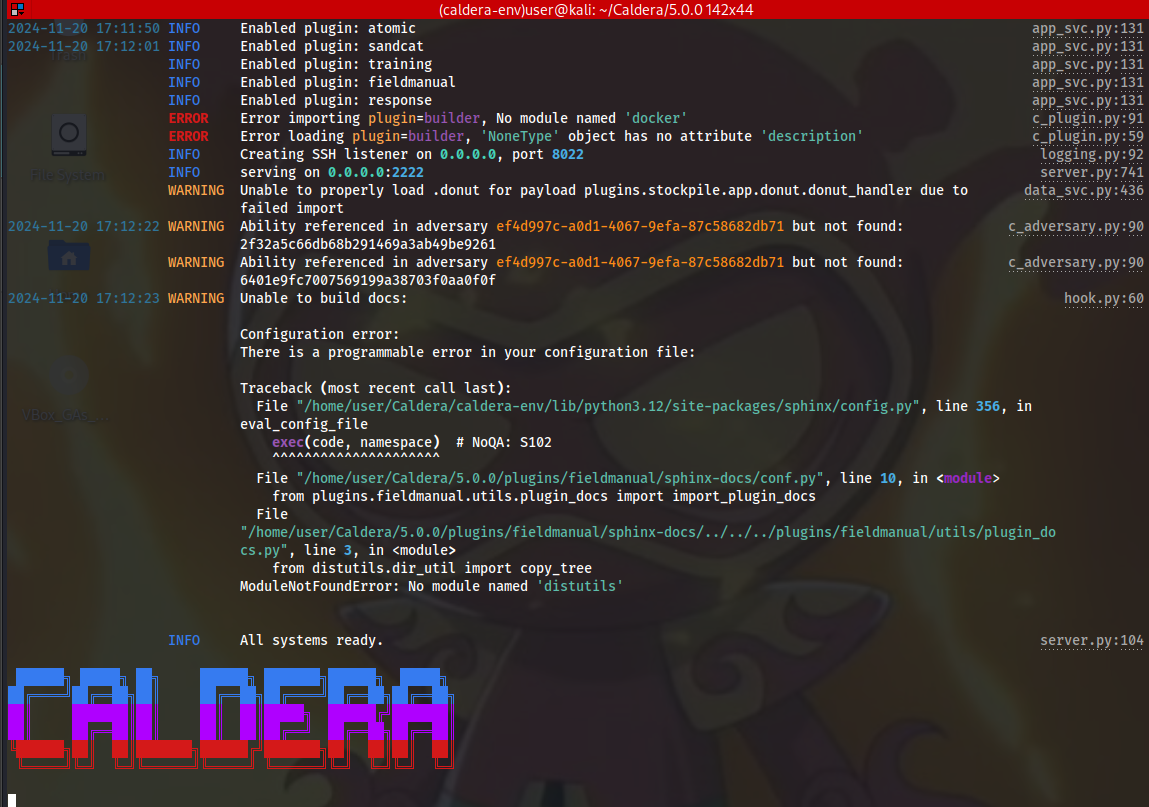 (caldera-env)user@kali: ~/Caldera/5.0.0 142x44
2024-11-20 17:11:50 INFO Enabled plugin: atomic app_svc.py:131
2024-11-20 17:12:01 INFO Enabled plugin: sandcat app_svc.py:131
Trash
INFO Enabled plugin: training app_svc.py:131
INFO Enabled plugin: fieldmanual app_svc.py:131
INFO Enabled plugin: response app_svc.py:131
ERROR Error importing plugin=builder, No module named 'docker' c_plugin.py:91
ERROR Error loading plugin=builder, 'NoneType' object has no attribute 'description' c_plugin.py:59
INFO Creating SSH listener on 0.0.0.0, port 8022 logging.py:92
INFO serving on 0.0.0.0:2222 server.py:741
File System
WARNING Unable to properly load .donut for payload plugins.stockpile.app.donut.donut_handler due to data_svc.py:436
failed import
2024-11-20 17:12:22 WARNING Ability referenced in adversary ef4d997c-a0d1-4067-9efa-87c58682db71 but not found: c_adversary.py:90
2f32a5c66db68b291469a3ab49be9261
WARNING Ability referenced in adversary ef4d997c-a0d1-4067-9efa-87c58682db71 but not found: c_adversary.py:90
6401e9fc7007569199a38703f0aa0f0f
2024-11-20 17:12:23 WARNING Unable to build docs: hook.py:60
Configuration error:
There is a programmable error in your configuration file:
Traceback (most recent call last):
File "/home/user/Caldera/caldera-env/lib/python3.12/site-packages/sphinx/config.py", line 356, in
VBox_GAs_...
eval_config_file
exec(code, namespace) # NoQA: S102
^^^^^^^^^^^^^^^^^^^^^
File "/home/user/Caldera/5.0.0/plugins/fieldmanual/sphinx-docs/conf.py", line 10, in <module>
from plugins.fieldmanual.utils.plugin_docs import import_plugin_docs
File
"/home/user/Caldera/5.0.0/plugins/fieldmanual/sphinx-docs/../../../plugins/fieldmanual/utils/plugin_do
cs.py", line 3, in <module>
from distutils.dir_util import copy_tree
ModuleNotFoundError: No module named 'distutils'
INFO All systems ready. server.py:104
CALDERA